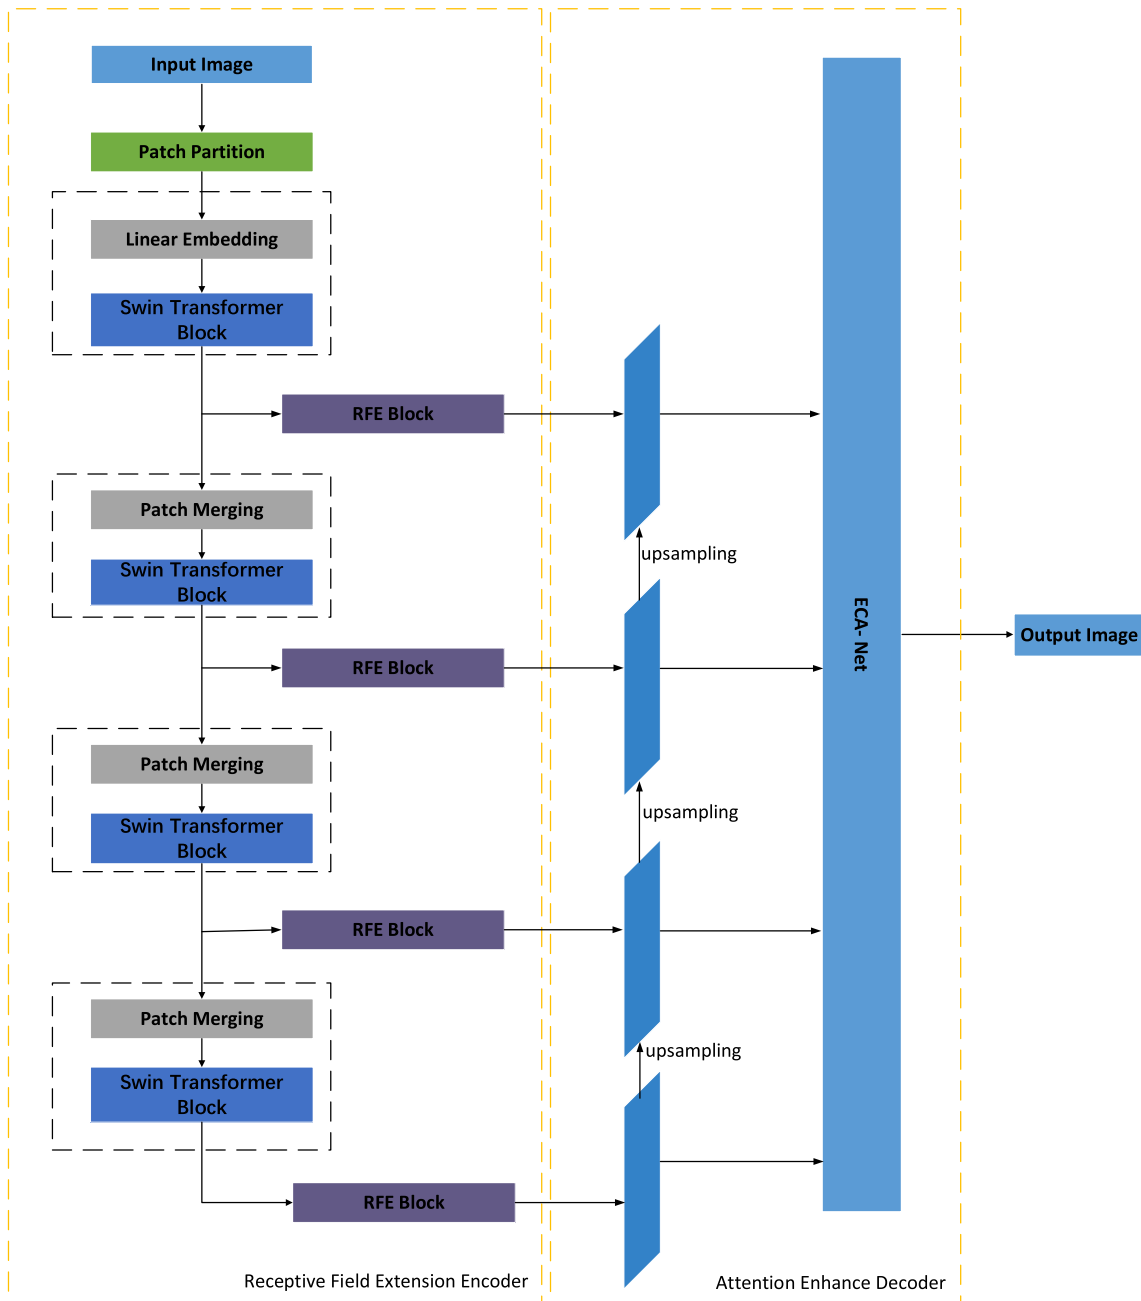 Input Image
Patch Partition
Linear Embedding
Swin Transformer
Block
RFE Block
Patch Merging
upsampling
Swin Transformer
Block
ECA- Net
Output Image
RFE Block
Patch Merging
upsampling
Swin Transformer
Block
RFE Block
Patch Merging
upsampling
Swin Transformer
Block
RFE Block
Receptive Field Extension Encoder
Attention Enhance Decoder